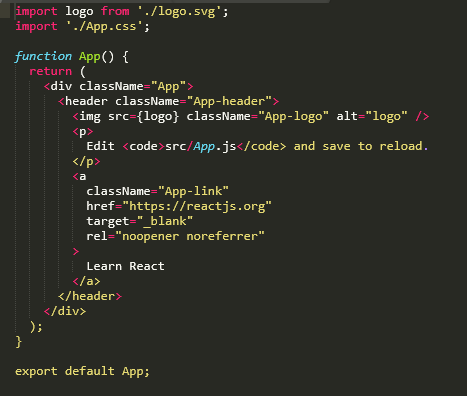 import logo from './logo.svg';
import './App.css';

function App() {
  return (
    <div className="App">
      <header className="App-header">
        <img src={logo} className="App-logo" alt="logo" />
        <p>
          Edit <code>src/App.js</code> and save to reload.
        </p>
        <a
          className="App-link"
          href="https://reactjs.org"
          target="_blank"
          rel="noopener noreferrer"
        >
          Learn React
        </a>
      </header>
    </div>
  );
}

export default App;